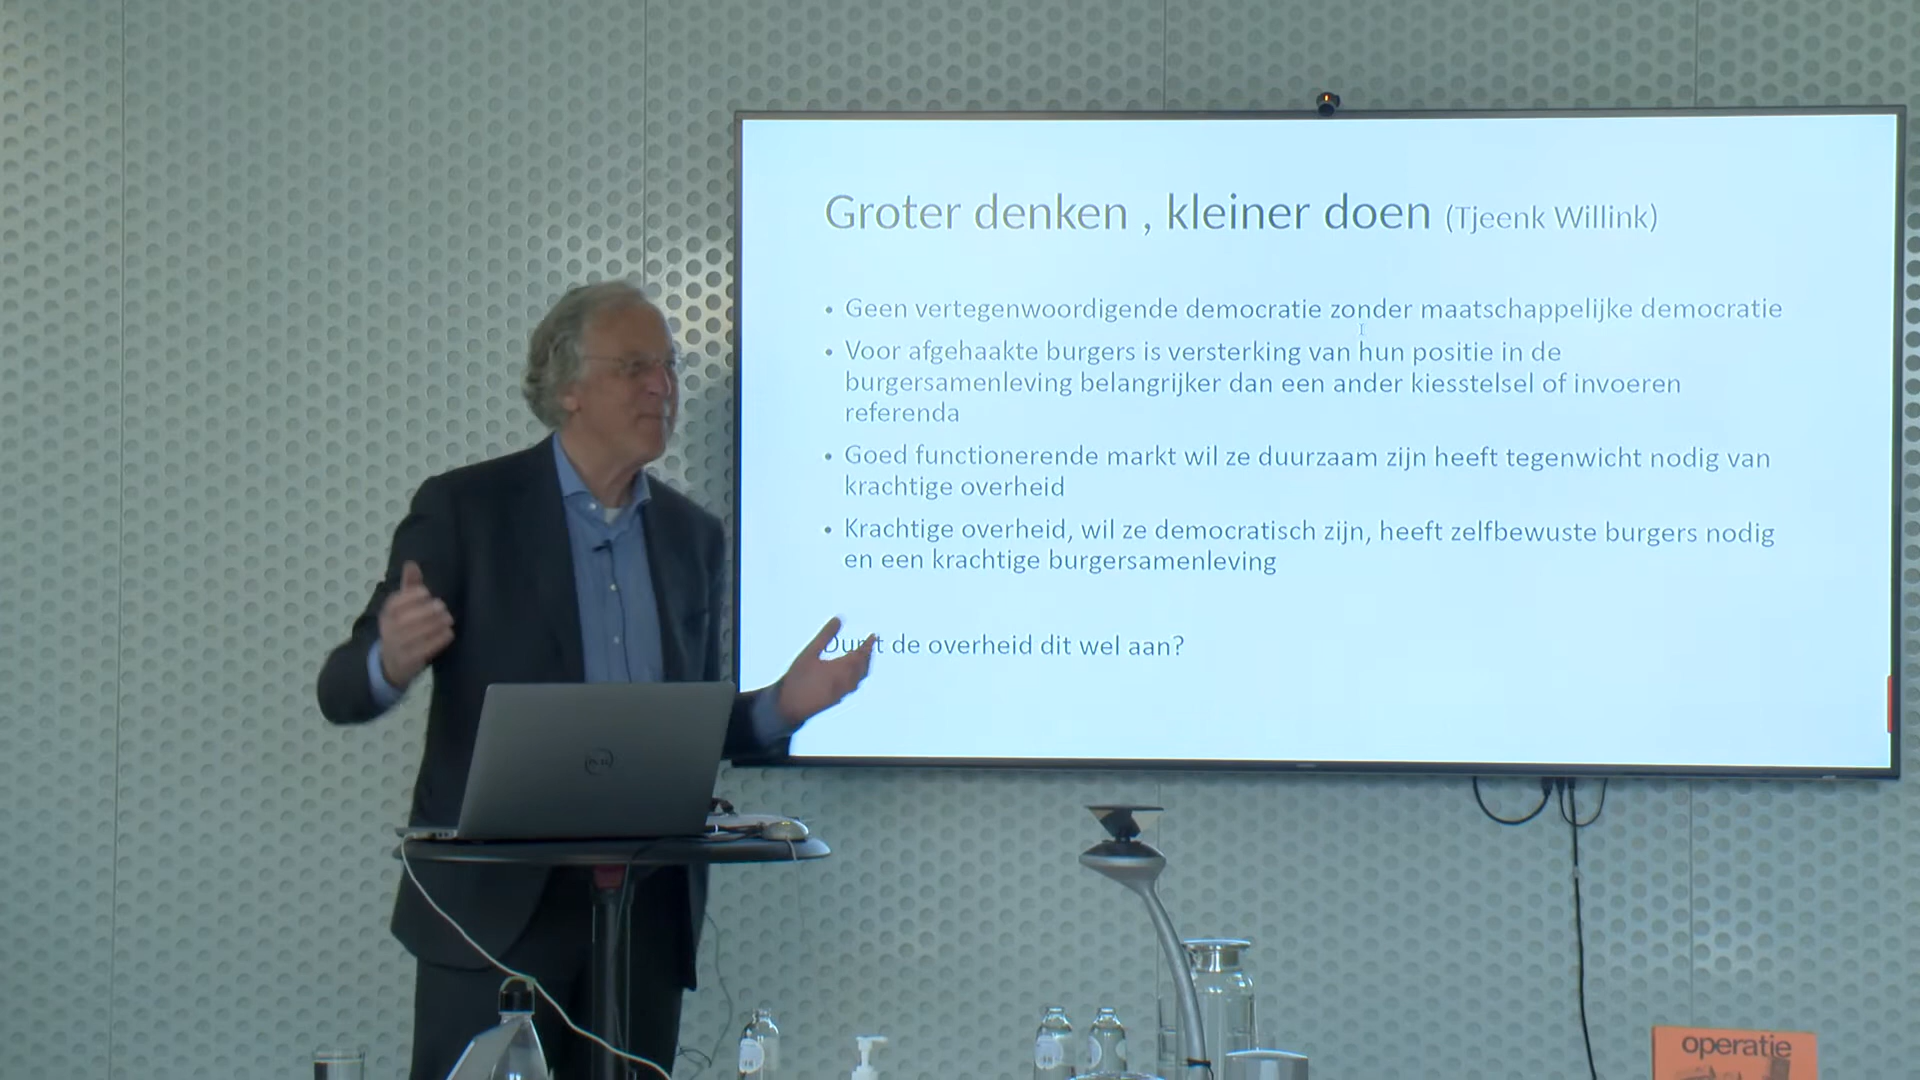 Groter denken , kleiner doen (Tjeenk Willink)
• Geen vertegenwoordigende democratie zonder maatschappelijke democratie
• Voor afgehaakte burgers is versterking van hun positie in de
burgersamenleving belangrijker dan een ander kiesstelsel of invoeren
referenda
• Goed functionerende markt wil ze duurzaam zijn heeft tegenwicht nodig van
krachtige overheid
• Krachtige overheid, wil ze democratisch zijn, heeft zelfbewuste burgers nodig
en een krachtige burgersamenleving
de overheid dit wel aan?
DELL
operatie